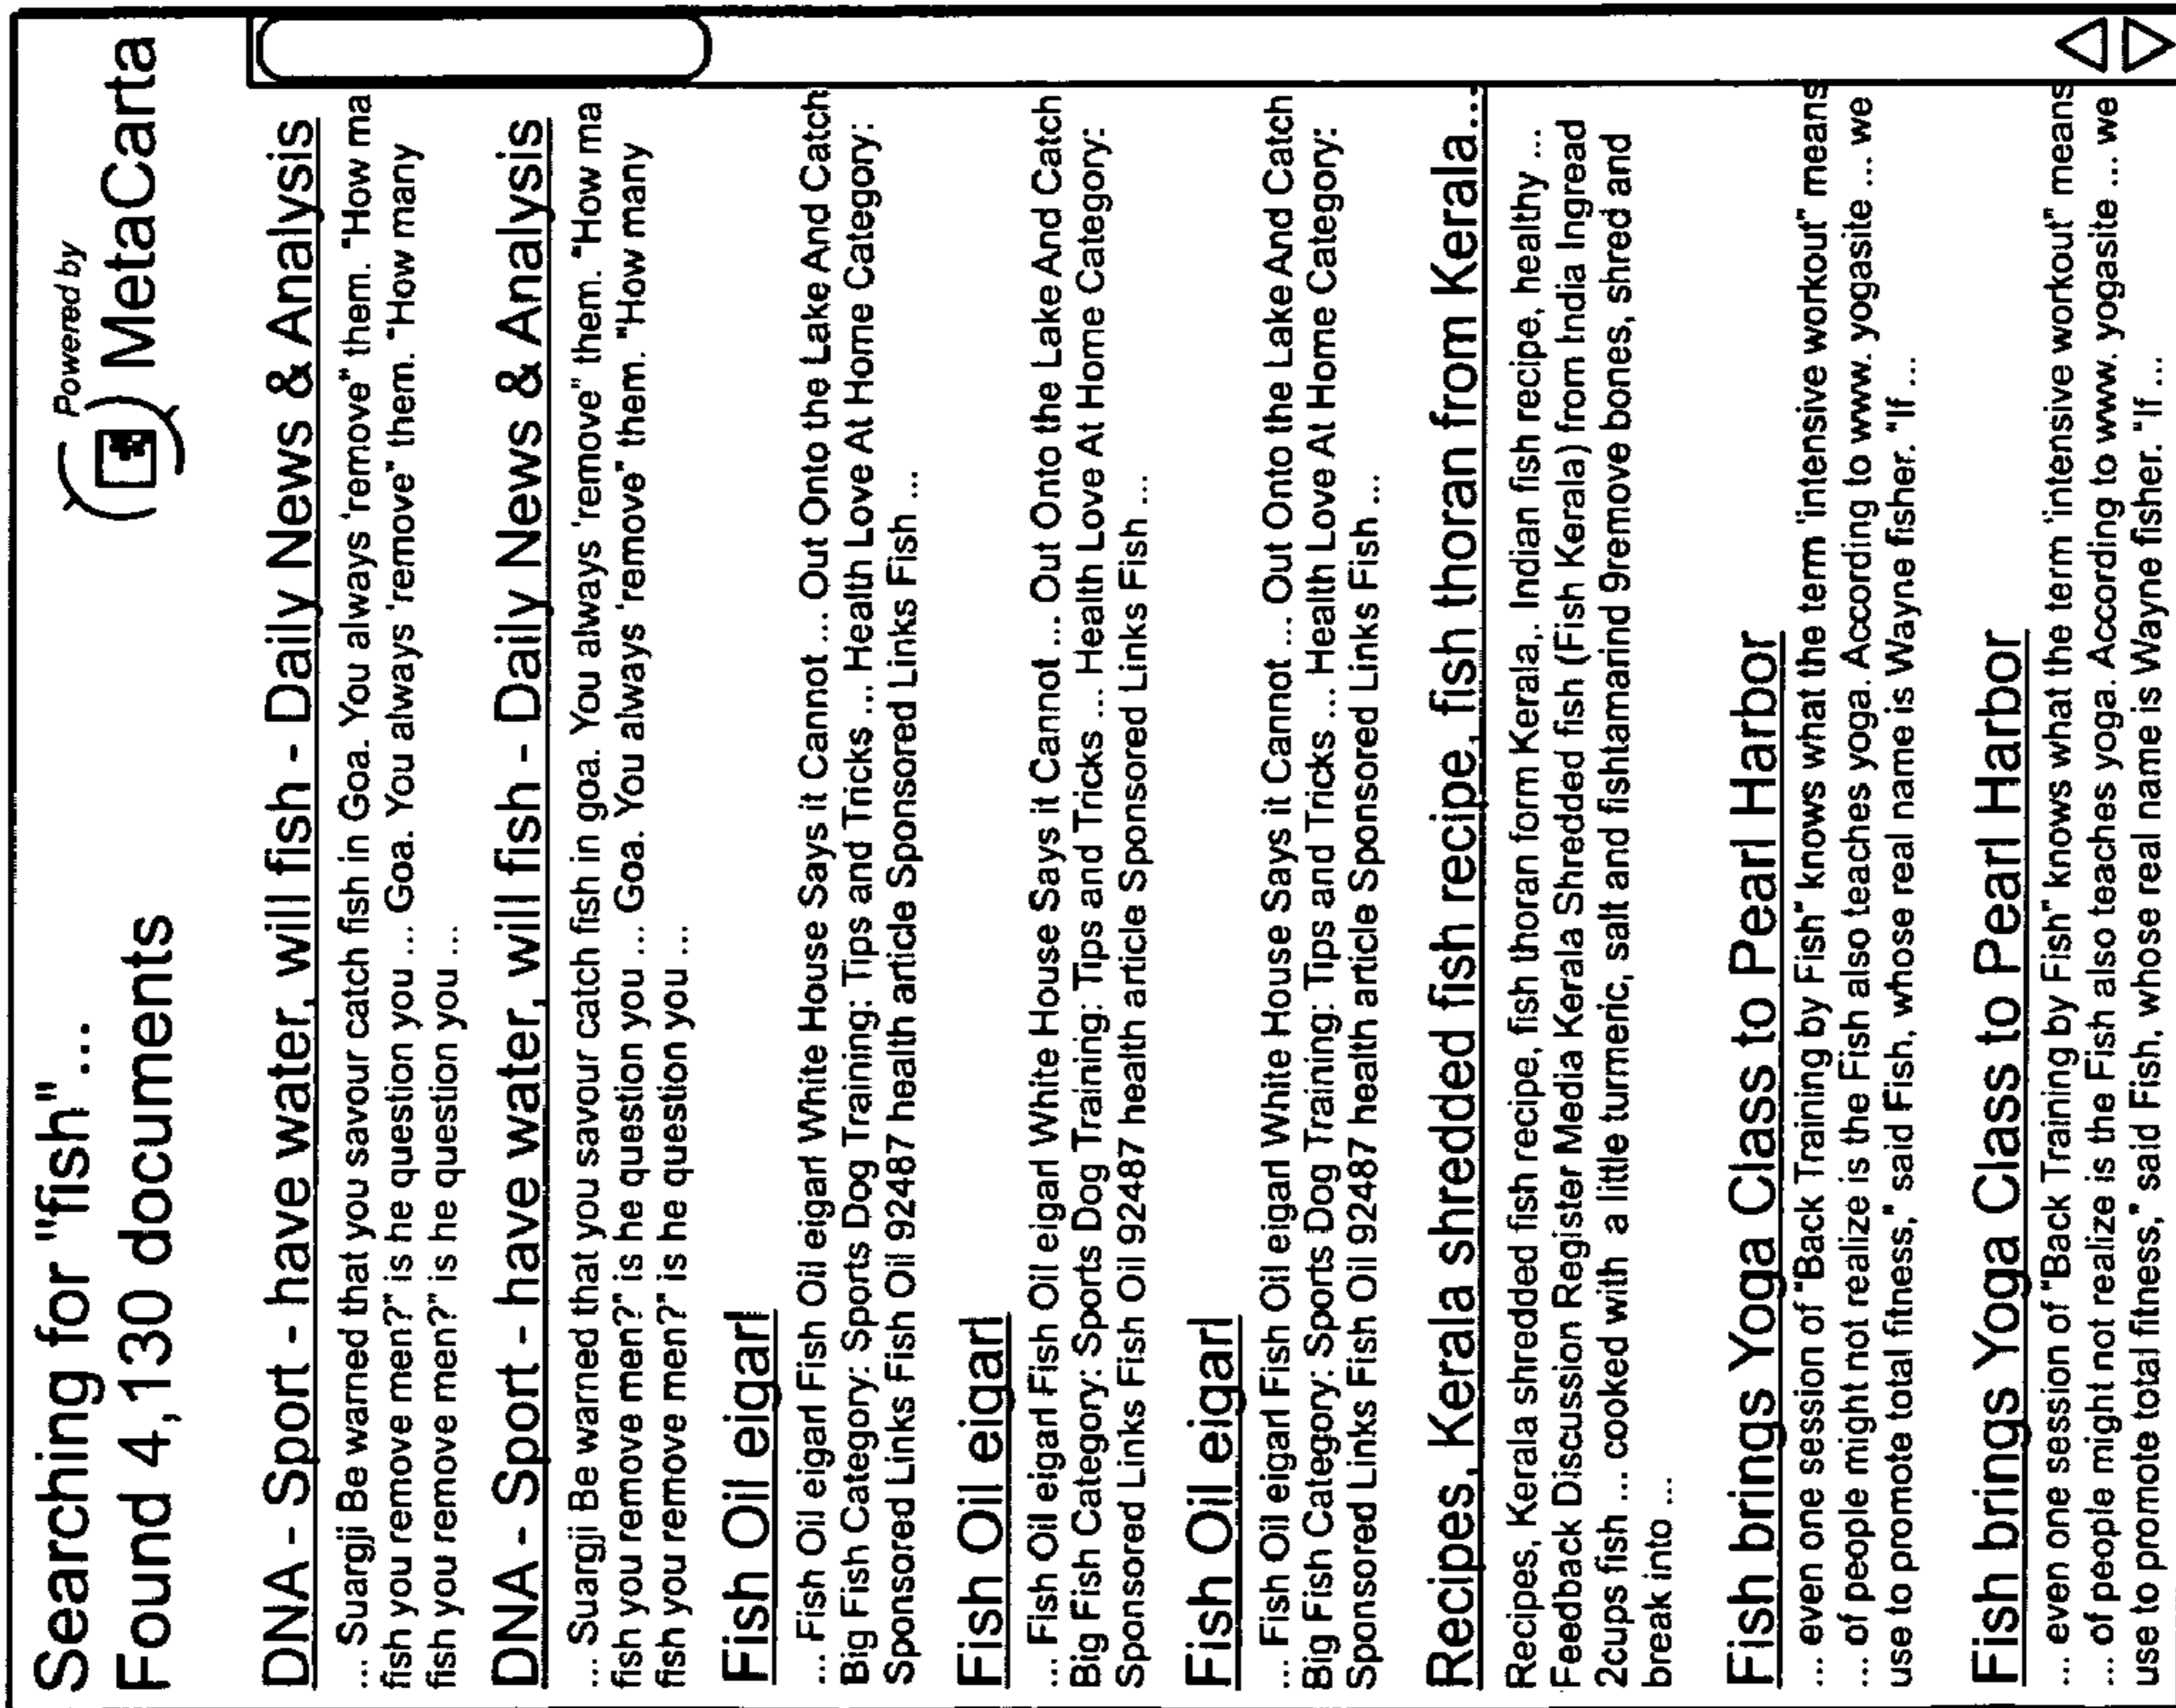 Searching for "fish"...
Found 4,130 documents
Powered by
MetaCarta
DNA - Sport - have water, will fish - Daily News & Analysis
... Suargji Be warned that you savour catch fish in Goa. You always 'remove" them. "How ma
fish you remove men?" is he question you ... Goa. You always 'remove" them. "How many
fish you remove men?" is he question you ...
DNA - Sport - have water, will fish - Daily News & Analysis
... Suargji Be warned that you savour catch fish in goa. You always 'remove" them. "How ma
fish you remove men?" is he question you ... Goa. You always 'remove" them. "How many
fish you remove men?" is he question you ...
Fish Oil eigarl
... Fish Oil eigarl Fish Oil eigarl White House Says it Cannot ... Out Onto the Lake And Catch
Big Fish Category: Sports Dog Training: Tips and Tricks ... Health Love At Home Category:
Sponsored Links Fish Oil 92487 health article Sponsored Links Fish ...
Fish Oil eigarl
... Fish Oil eigarl Fish Oil eigarl White House Says it Cannot ... Out Onto the Lake And Catch
Big Fish Category: Sports Dog Training: Tips and Tricks ... Health Love At Home Category:
Sponsored Links Fish Oil 92487 health article Sponsored Links Fish ...
Fish Oil eigarl
... Fish Oil eigarl Fish Oil eigarl White House Says it Cannot ... Out Onto the Lake And Catch
Big Fish Category: Sports Dog Training: Tips and Tricks ... Health Love At Home Category:
Sponsored Links Fish Oil 92487 health article Sponsored Links Fish ...
Recipes, Kerala shredded fish recipe, fish thoran from Kerala...
Recipes, Kerala shredded fish recipe, fish thoran form Kerala,. Indian fish recipe, healthy ...
Feedback Discussion Register Media Kerala Shredded fish (Fish Kerala) from India Ingread
2cups fish ... cooked with a little turmeric, salt and fishtamarind 9remove bones, shred and
break into ...
Fish brings Yoga Class to Pearl Harbor
... even one session of "Back Training by Fish" knows what the term 'intensive workout" means
... of people might not realize is the Fish also teaches yoga. According to www. yogasite ... we
use to promote total fitness," said Fish, whose real name is Wayne fisher. "If ...
Fish brings Yoga Class to Pearl Harbor
... even one session of "Back Training by Fish" knows what the term 'intensive workout" means
... of people might not realize is the Fish also teaches yoga. According to www. yogasite ... we
use to promote total fitness," said Fish, whose real name is Wayne fisher. "If ...